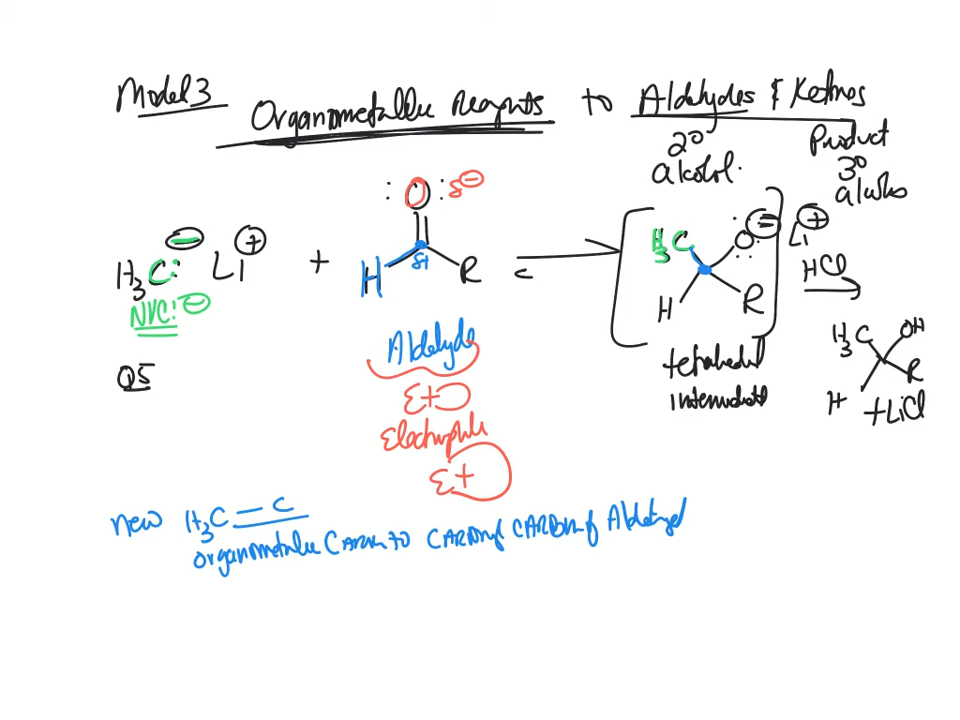 Model 3
Organometallic Reagents to Aldehydes & Ketones
2° alcohol.
Product 3°
:O: δ⊖
H3C:⊖ Li⊕ + H δ+ R
NUC:⊖
Q5
Aldehyde
E+
Electrophile
E+
H3C O⊖ Li⊕
H R
HCl
tetrahedral
intermediate
H3C OH
H R
+ LiCl
new H3C — C
organometallic Carbon to CARbonyl CARBON of Aldehyde